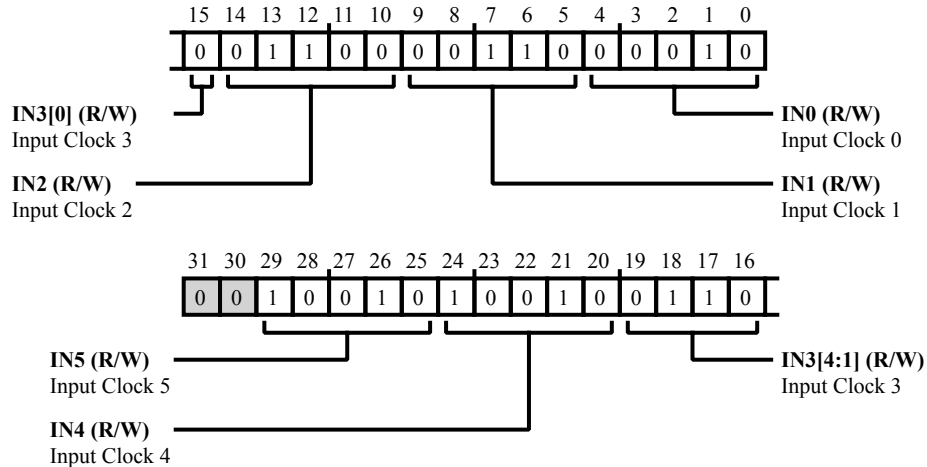 15 14 13 12 11 10 9 8 7 6 5 4 3 2 1 0
0 0 1 1 0 0 0 0 1 1 0 0 0 0 1 0
IN3[0] (R/W)
Input Clock 3
IN0 (R/W)
Input Clock 0
IN2 (R/W)
Input Clock 2
IN1 (R/W)
Input Clock 1
31 30 29 28 27 26 25 24 23 22 21 20 19 18 17 16
0 0 1 0 0 1 0 1 0 0 1 0 0 1 1 0
IN5 (R/W)
Input Clock 5
IN3[4:1] (R/W)
Input Clock 3
IN4 (R/W)
Input Clock 4